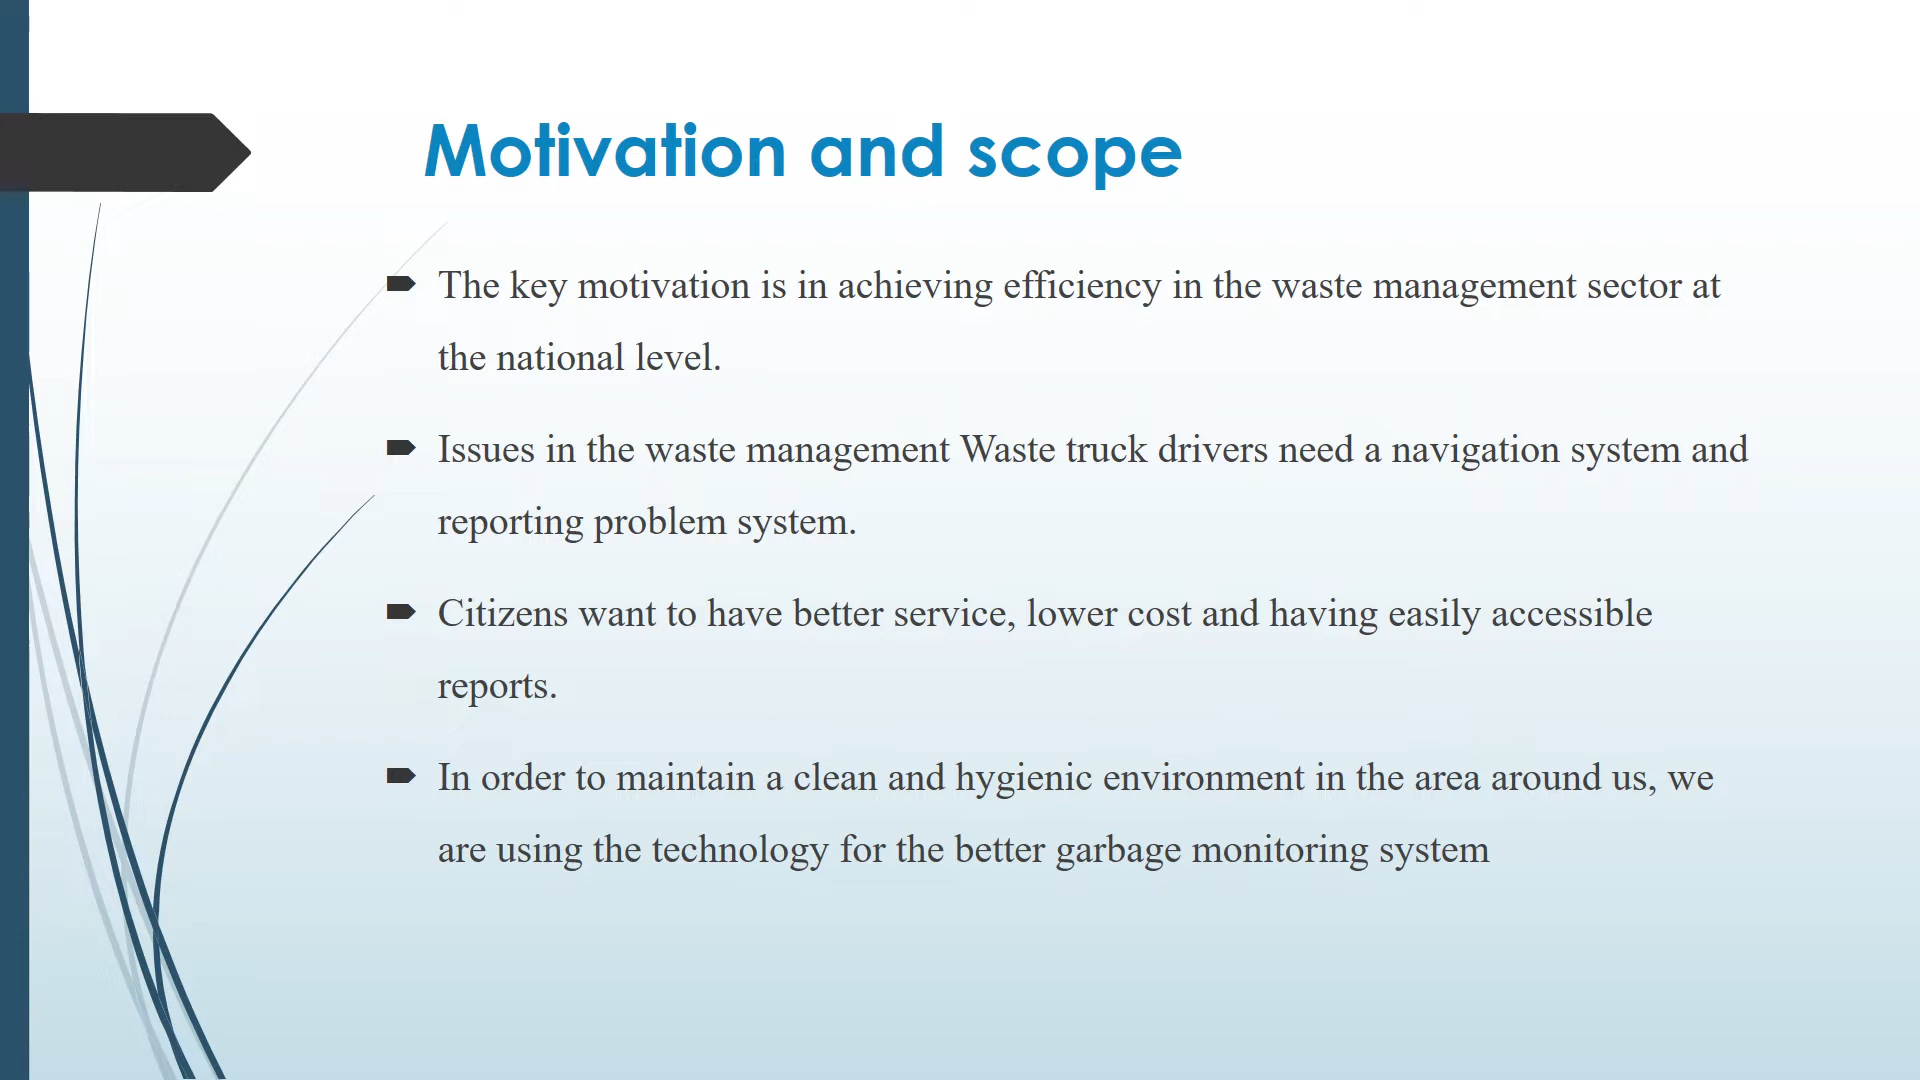 Motivation and scope
The key motivation is in achieving efficiency in the waste management sector at
the national level.
Issues in the waste management Waste truck drivers need a navigation system and
reporting problem system.
Citizens want to have better service, lower cost and having easily accessible
reports.
In order to maintain a clean and hygienic environment in the area around us, we
are using the technology for the better garbage monitoring system